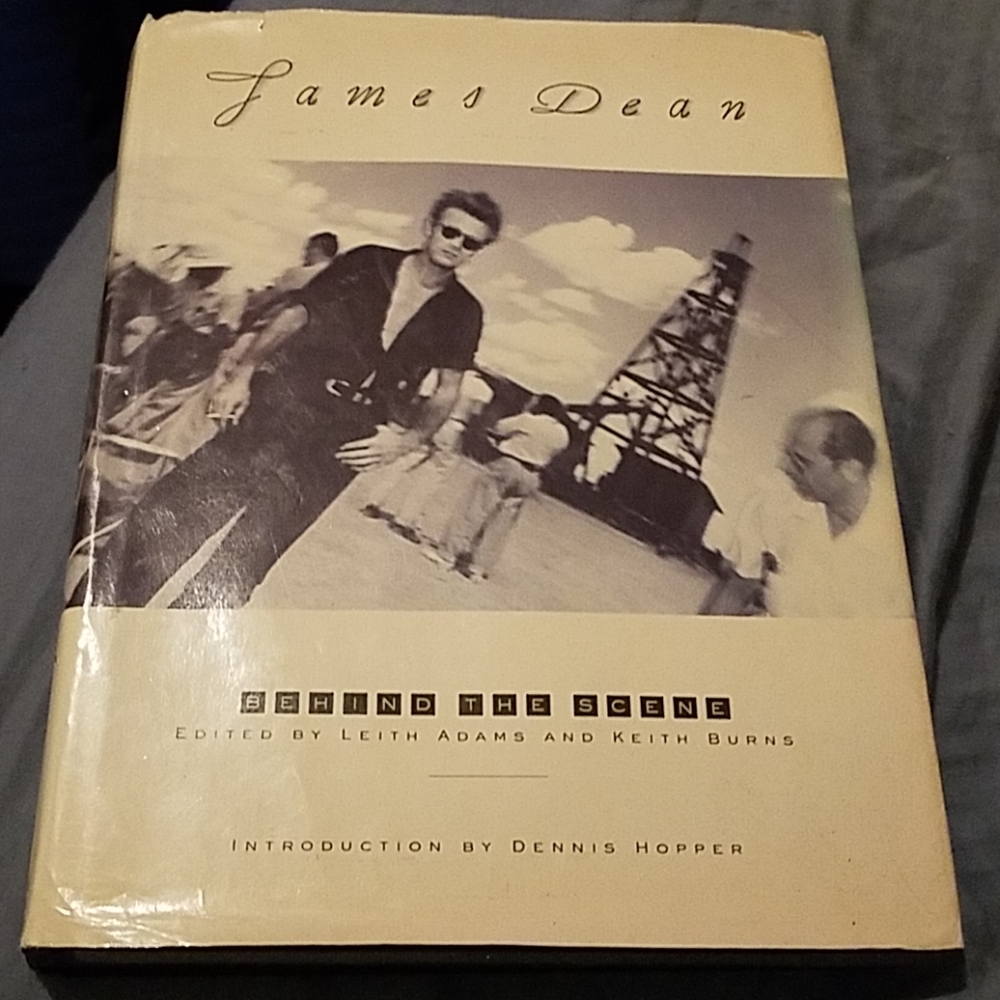 James Dean
BEHIND THE SCENE
EDITED BY LEITH ADAMS AND KEITH BURNS
INTRODUCTION BY DENNIS HOPPER